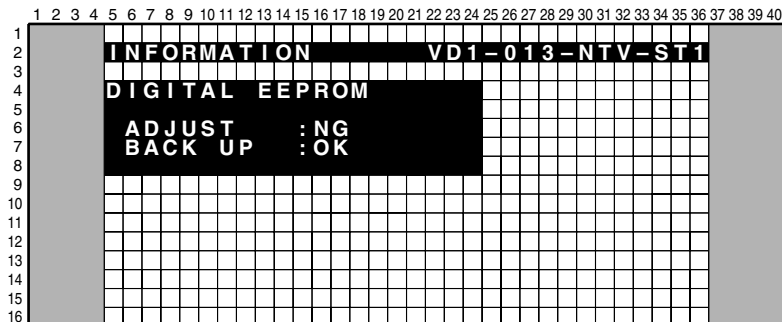 1 2 3 4 5 6 7 8 9 10 11 12 13 14 15 16 17 18 19 20 21 22 23 24 25 26 27 28 29 30 31 32 33 34 35 36 37 38 39 40
1
2 INFORMATION VD1–013–NTV–ST1
3
4 DIGITAL EEPROM
5
6 ADJUST :NG
7 BACK UP :OK
8
9
10
11
12
13
14
15
16